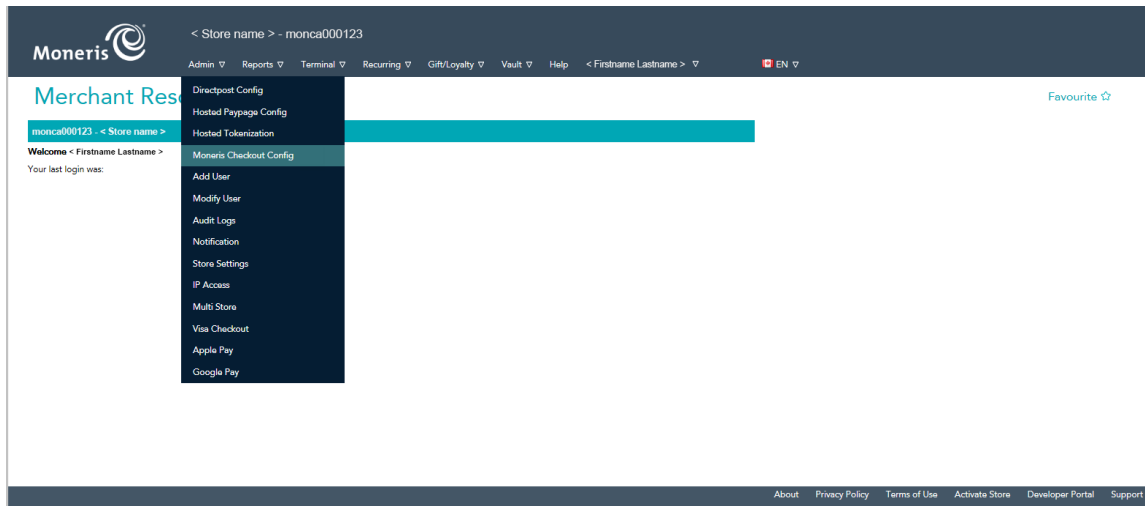 Moneris
< Store name > - monca000123
Admin ▽ Reports ▽ Terminal ▽ Recurring ▽ Gift/Loyalty ▽ Vault ▽ Help < Firstname Lastname > ▽ EN ▽
Merchant Res
Favourite ☆
monca000123 - < Store name >
Welcome < Firstname Lastname >
Your last login was:
Directpost Config
Hosted Paypage Config
Hosted Tokenization
Moneris Checkout Config
Add User
Modify User
Audit Logs
Notification
Store Settings
IP Access
Multi Store
Visa Checkout
Apple Pay
Google Pay
About Privacy Policy Terms of Use Activate Store Developer Portal Support